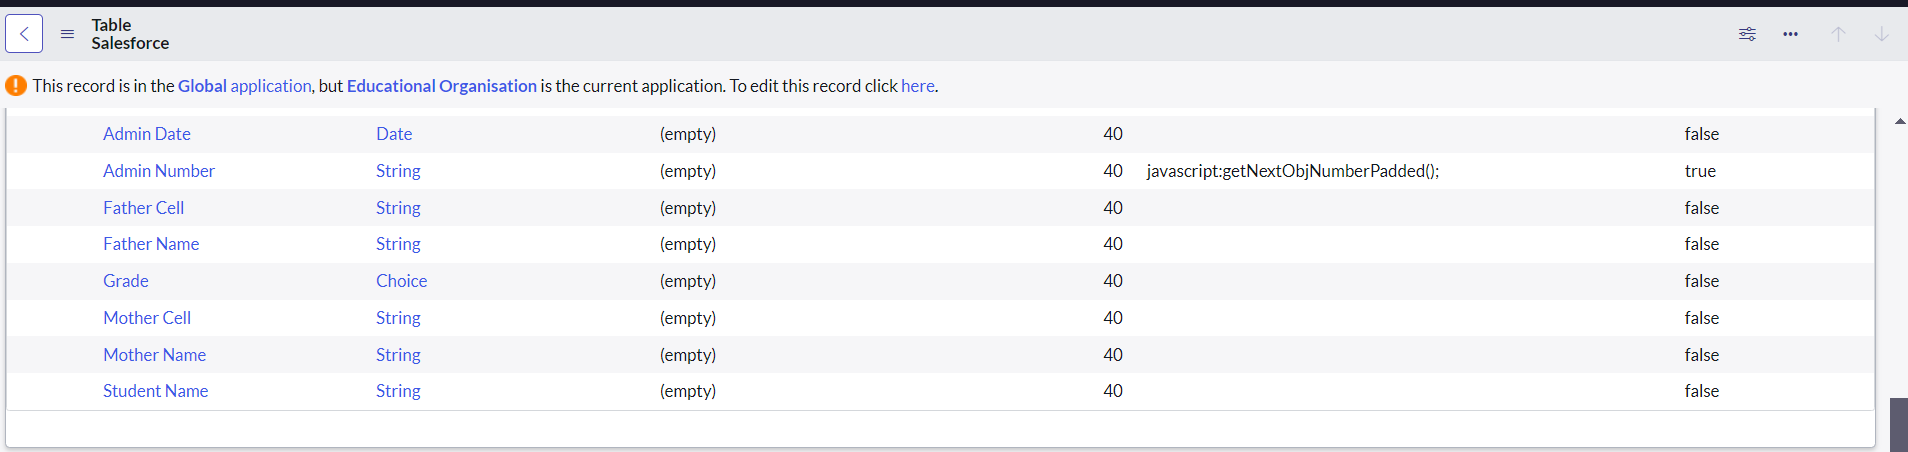 Table
Salesforce
This record is in the Global application, but Educational Organisation is the current application. To edit this record click here.
Admin Date Date (empty) 40 false
Admin Number String (empty) 40 javascript:getNextObjNumberPadded(); true
Father Cell String (empty) 40 false
Father Name String (empty) 40 false
Grade Choice (empty) 40 false
Mother Cell String (empty) 40 false
Mother Name String (empty) 40 false
Student Name String (empty) 40 false